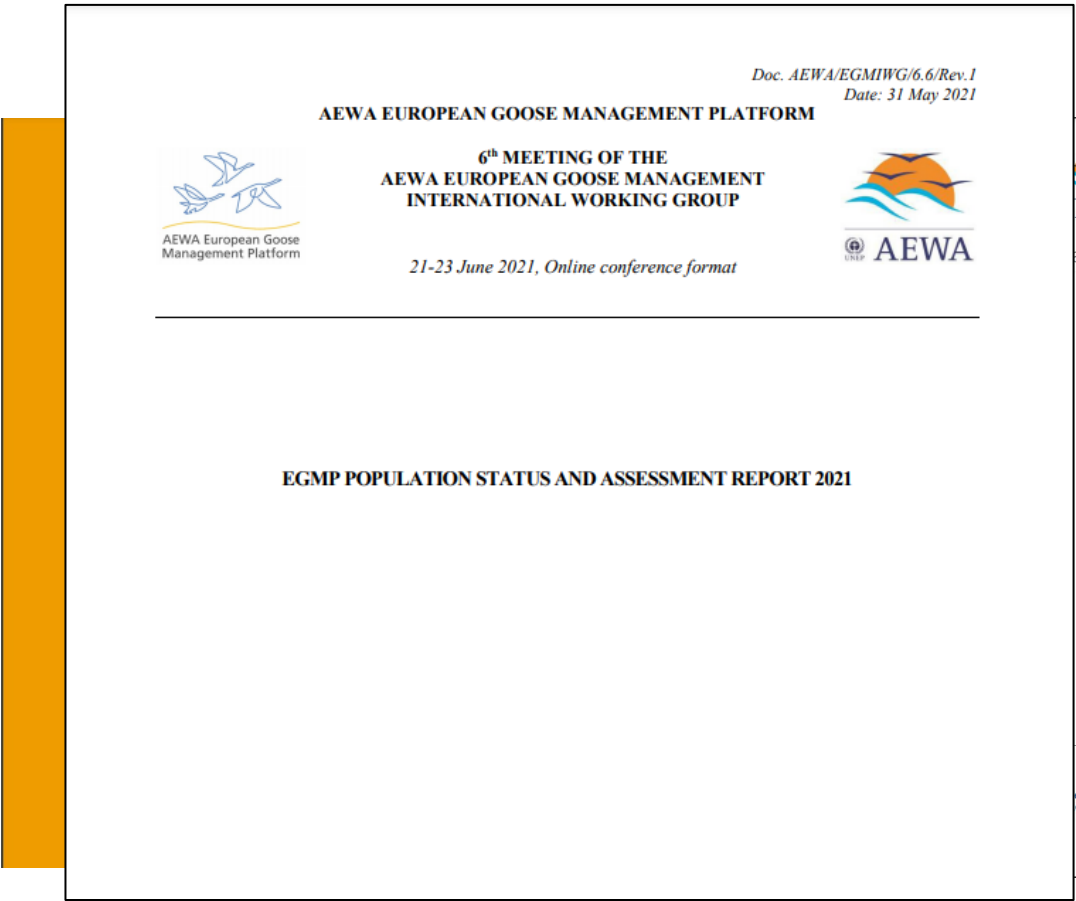 Doc. AEWA/EGMIWG/6.6/Rev.1
Date: 31 May 2021
AEWA EUROPEAN GOOSE MANAGEMENT PLATFORM
6th MEETING OF THE
AEWA EUROPEAN GOOSE MANAGEMENT
INTERNATIONAL WORKING GROUP
AEWA European Goose
Management Platform
UNEP AEWA
21-23 June 2021, Online conference format
EGMP POPULATION STATUS AND ASSESSMENT REPORT 2021